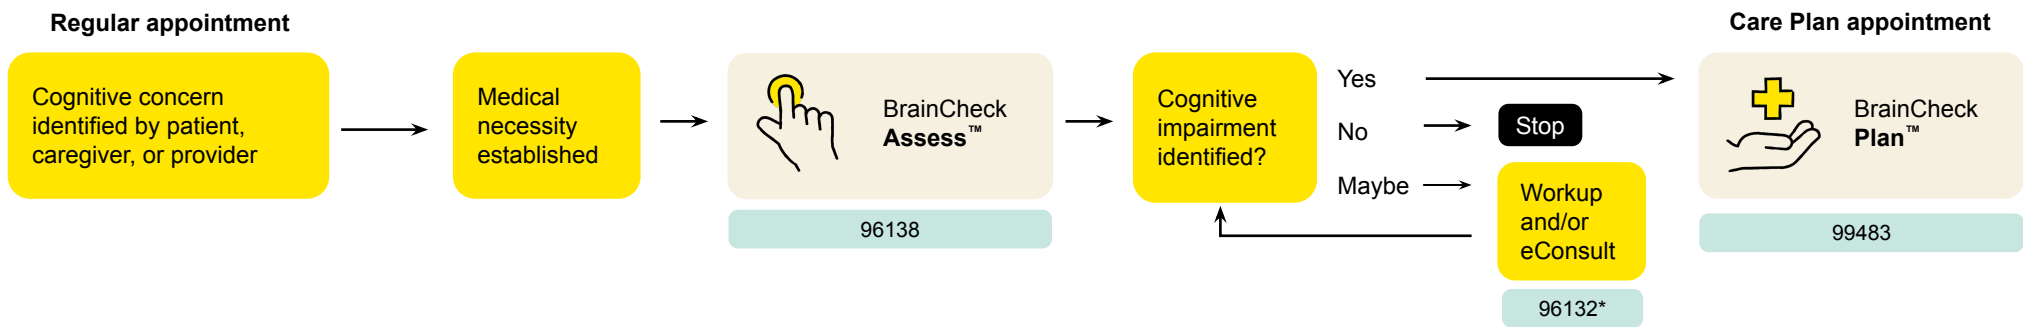 Regular appointment
Cognitive concern
identified by patient,
caregiver, or provider
Medical
necessity
established
BrainCheck
Assess™
96138
Cognitive
impairment
identified?
Yes
No
Stop
Maybe
Workup
and/or
eConsult
96132*
Care Plan appointment
BrainCheck
Plan™
99483